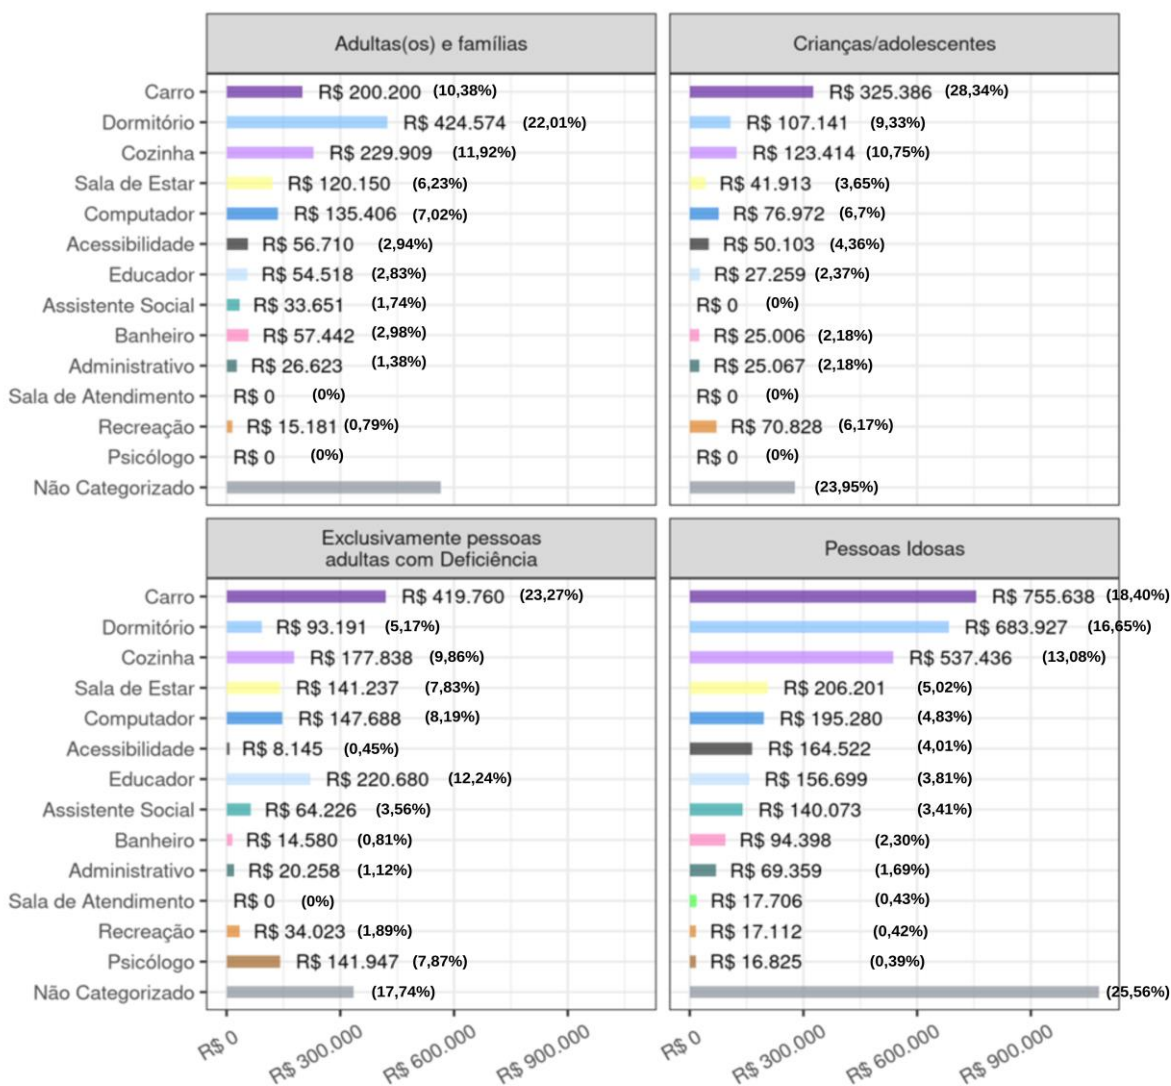 Adultas(os) e famílias
Crianças/adolescentes
Carro R$ 200.200 (10,38%) R$ 325.386 (28,34%)
Dormitório R$ 424.574 (22,01%) R$ 107.141 (9,33%)
Cozinha R$ 229.909 (11,92%) R$ 123.414 (10,75%)
Sala de Estar R$ 120.150 (6,23%) R$ 41.913 (3,65%)
Computador R$ 135.406 (7,02%) R$ 76.972 (6,7%)
Acessibilidade R$ 56.710 (2,94%) R$ 50.103 (4,36%)
Educador R$ 54.518 (2,83%) R$ 27.259 (2,37%)
Assistente Social R$ 33.651 (1,74%) R$ 0 (0%)
Banheiro R$ 57.442 (2,98%) R$ 25.006 (2,18%)
Administrativo R$ 26.623 (1,38%) R$ 25.067 (2,18%)
Sala de Atendimento R$ 0 (0%) R$ 0 (0%)
Recreação R$ 15.181 (0,79%) R$ 70.828 (6,17%)
Psicólogo R$ 0 (0%) R$ 0 (0%)
Não Categorizado (23,95%)
Exclusivamente pessoas
adultas com Deficiência
Pessoas Idosas
Carro R$ 419.760 (23,27%) R$ 755.638 (18,40%)
Dormitório R$ 93.191 (5,17%) R$ 683.927 (16,65%)
Cozinha R$ 177.838 (9,86%) R$ 537.436 (13,08%)
Sala de Estar R$ 141.237 (7,83%) R$ 206.201 (5,02%)
Computador R$ 147.688 (8,19%) R$ 195.280 (4,83%)
Acessibilidade R$ 8.145 (0,45%) R$ 164.522 (4,01%)
Educador R$ 220.680 (12,24%) R$ 156.699 (3,81%)
Assistente Social R$ 64.226 (3,56%) R$ 140.073 (3,41%)
Banheiro R$ 14.580 (0,81%) R$ 94.398 (2,30%)
Administrativo R$ 20.258 (1,12%) R$ 69.359 (1,69%)
Sala de Atendimento R$ 0 (0%) R$ 17.706 (0,43%)
Recreação R$ 34.023 (1,89%) R$ 17.112 (0,42%)
Psicólogo R$ 141.947 (7,87%) R$ 16.825 (0,39%)
Não Categorizado (17,74%) (25,56%)
R$ 0 R$ 300.000 R$ 600.000 R$ 900.000 R$ 0 R$ 300.000 R$ 600.000 R$ 900.000